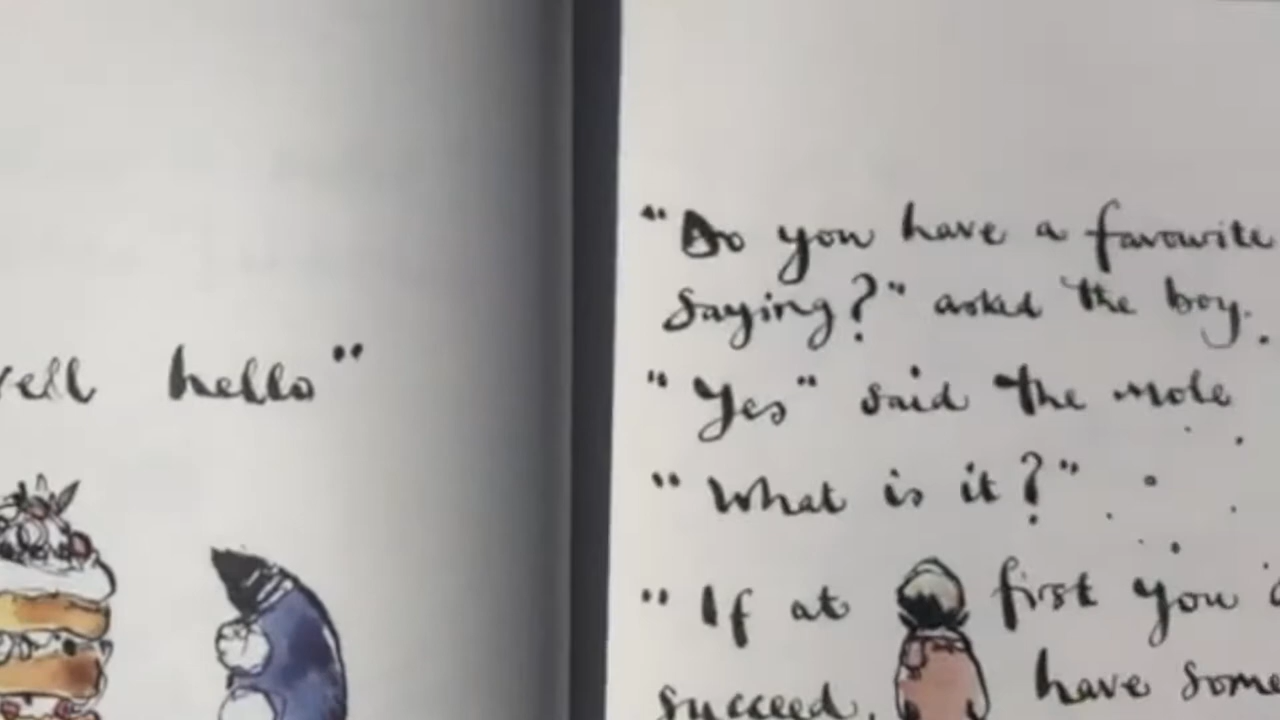 hello"
"Do you have a favourite
saying?" asked the boy.
"Yes" said the mole
"What is it?"
"If at first you
succeed, have some